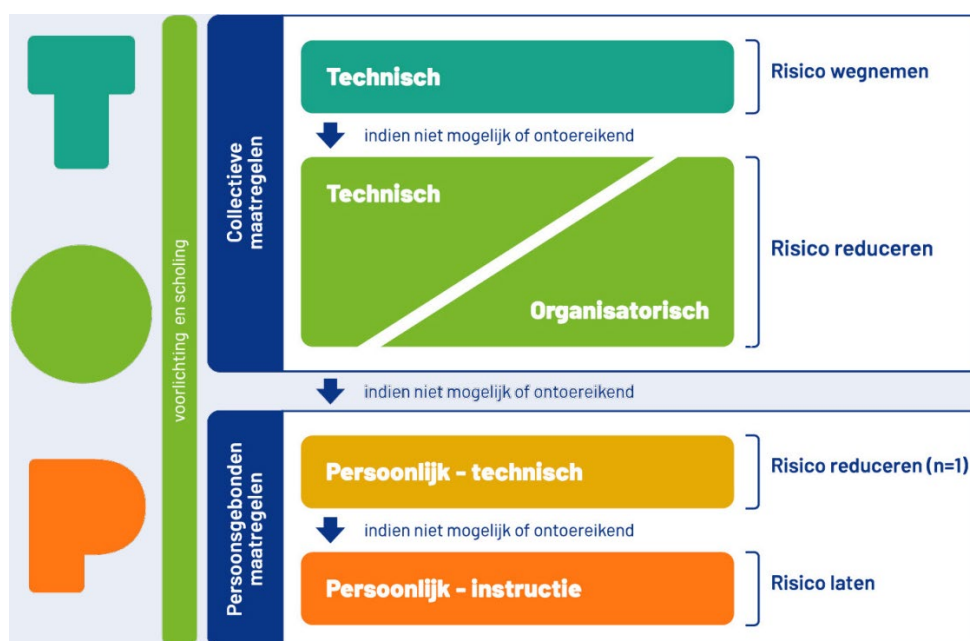 TOP
voorlichting en scholing
Collectieve
maatregelen
Technisch
Risico wegnemen
indien niet mogelijk of ontoereikend
Technisch
Organisatorisch
Risico reduceren
indien niet mogelijk of ontoereikend
Persoonsgebonden
maatregelen
Persoonlijk - technisch
Risico reduceren (n=1)
indien niet mogelijk of ontoereikend
Persoonlijk - instructie
Risico laten